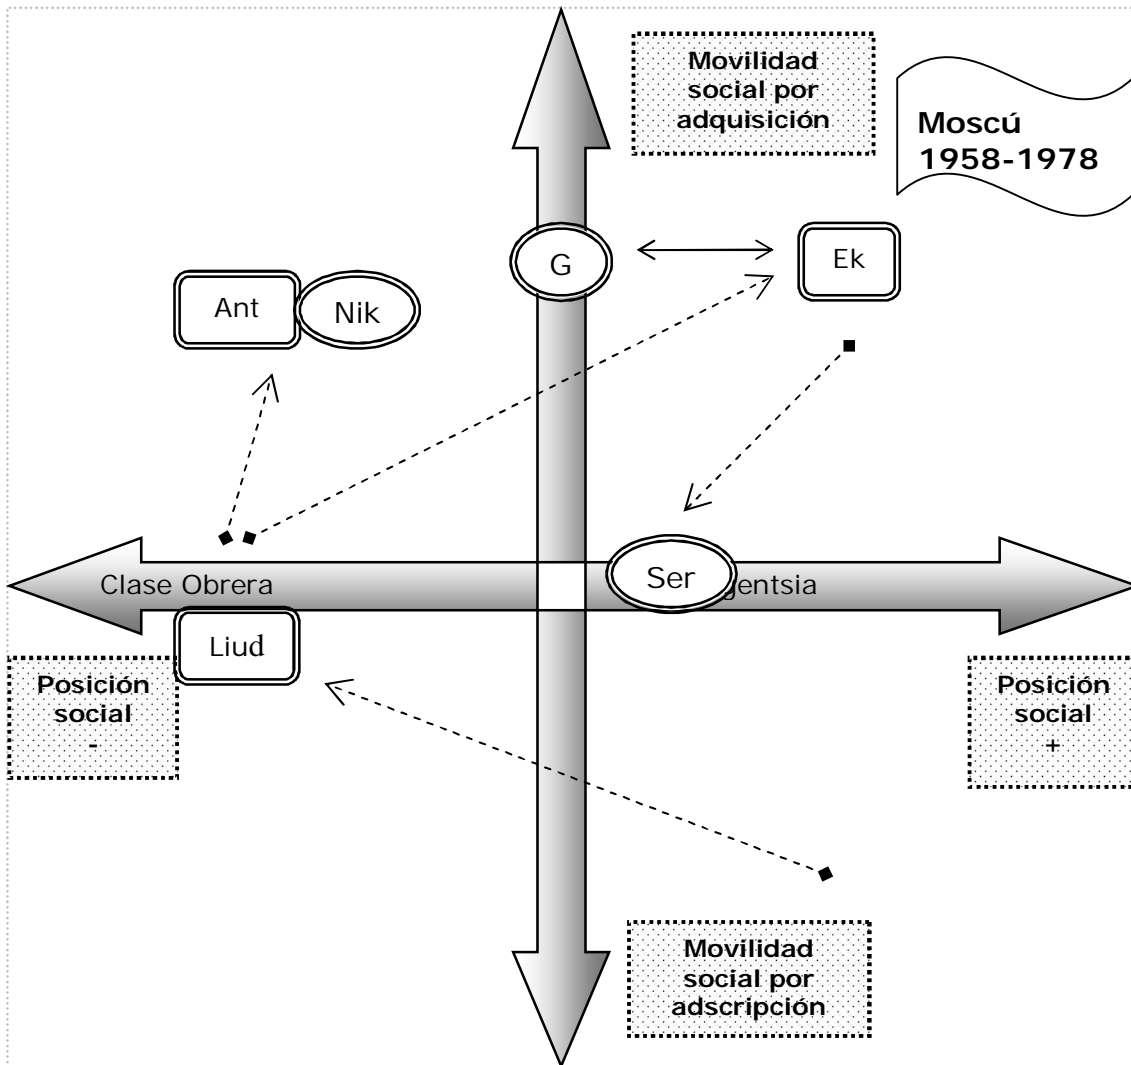 Movilidad
social por
adquisición
Moscú
1958-1978
G
Ek
Ant
Nik
Clase Obrera
Ser
gentsia
Liud
Posición
social
-
Posición
social
+
Movilidad
social por
adscripción